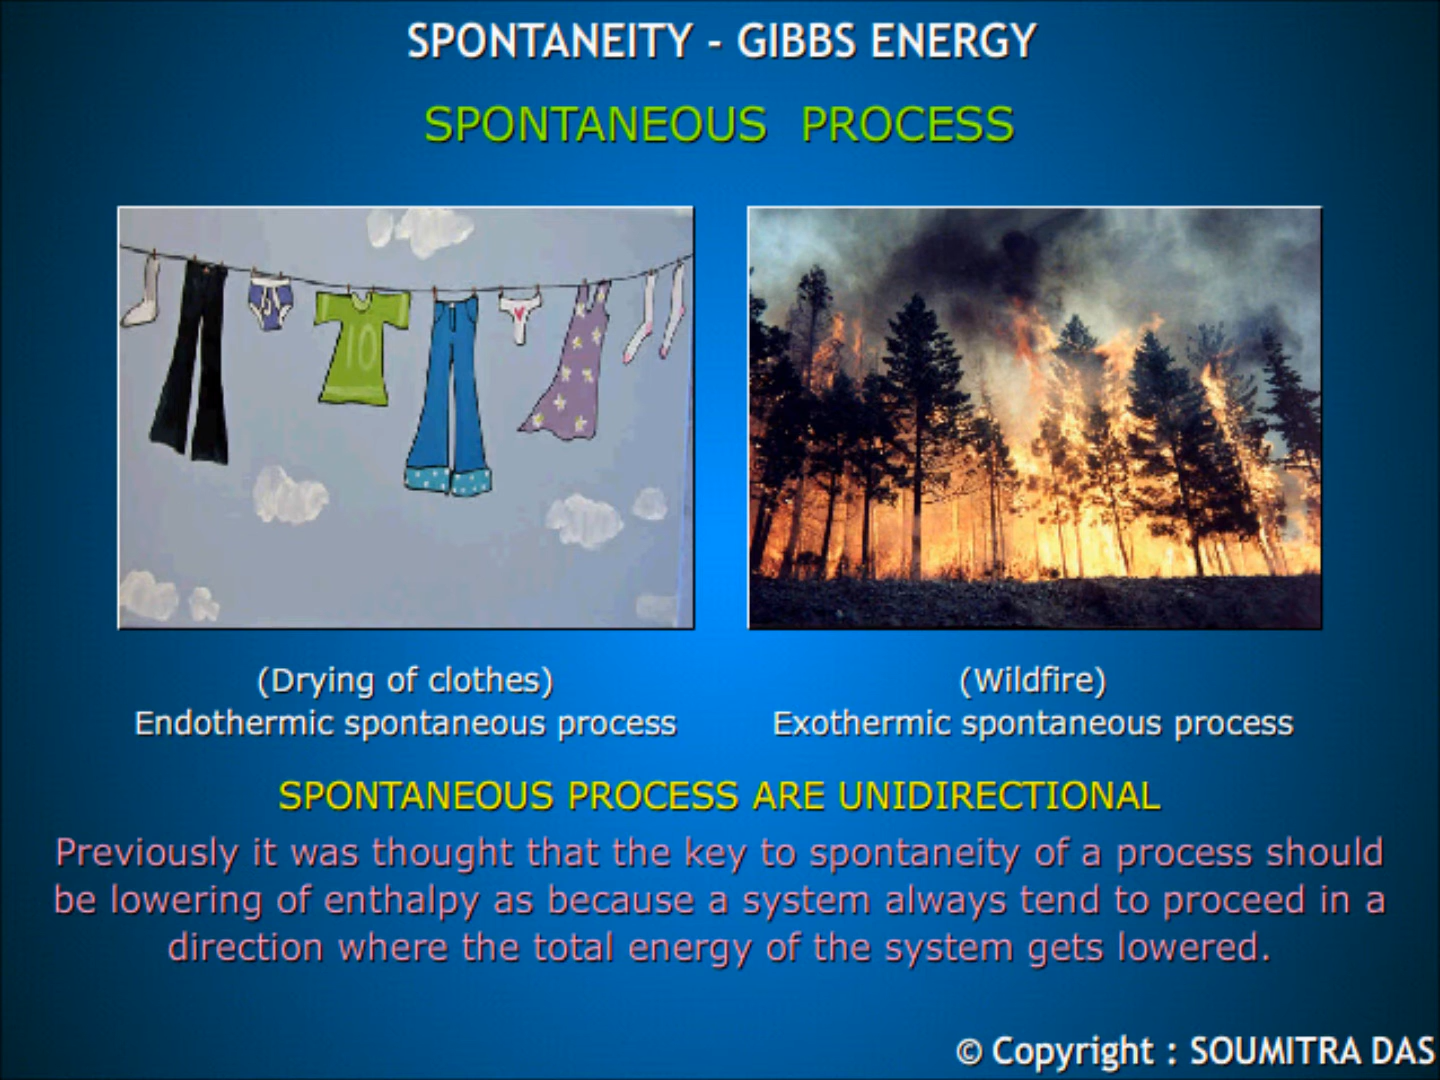 SPONTANEITY - GIBBS ENERGY
SPONTANEOUS PROCESS
10
(Drying of clothes)
Endothermic spontaneous process
(Wildfire)
Exothermic spontaneous process
SPONTANEOUS PROCESS ARE UNIDIRECTIONAL
Previously it was thought that the key to spontaneity of a process should
be lowering of enthalpy as because a system always tend to proceed in a
direction where the total energy of the system gets lowered.
© Copyright : SOUMITRA DAS